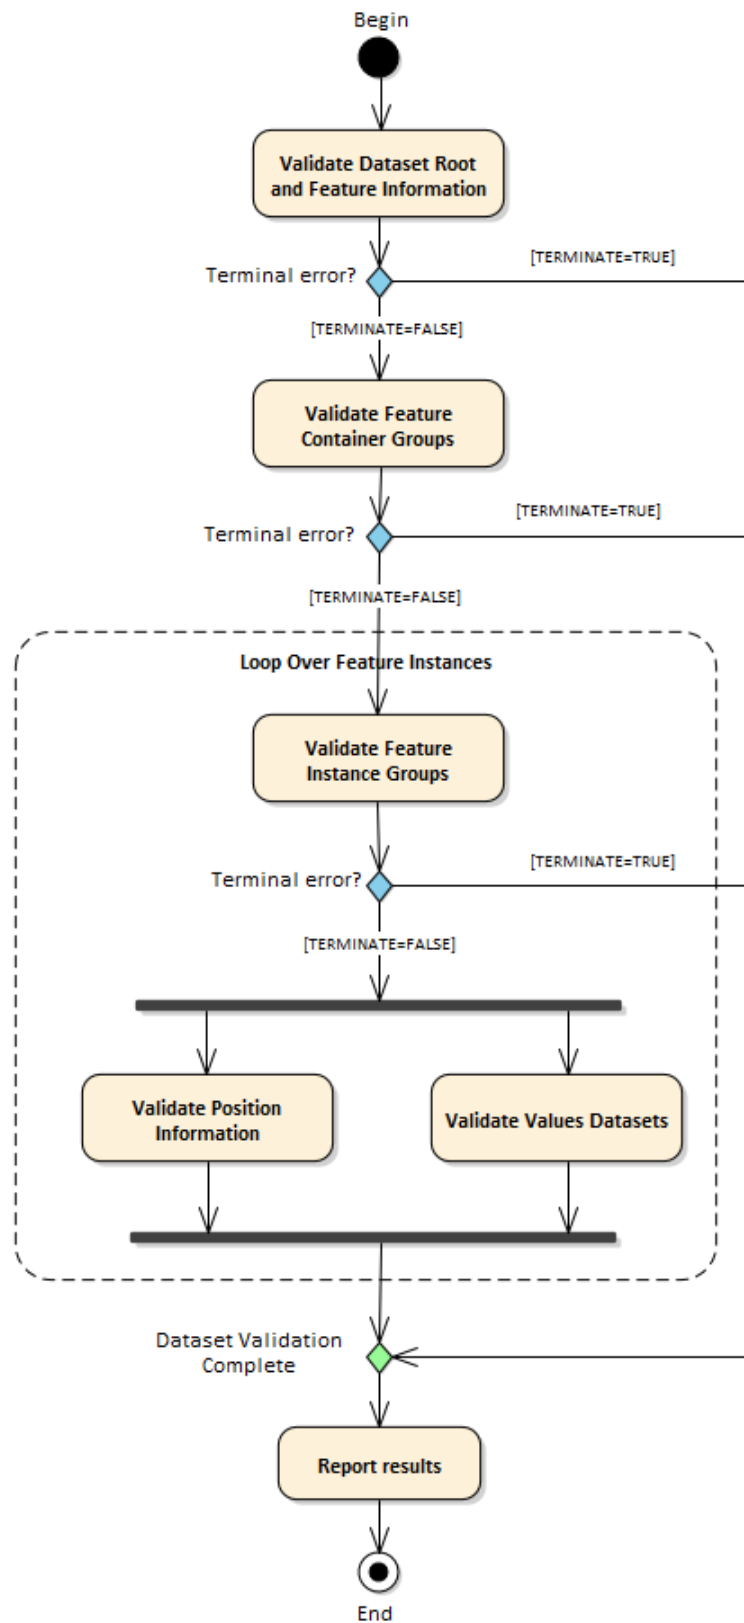 Begin
Validate Dataset Root
and Feature Information
Terminal error?
[TERMINATE=TRUE]
[TERMINATE=FALSE]
Validate Feature
Container Groups
Terminal error?
[TERMINATE=TRUE]
[TERMINATE=FALSE]
Loop Over Feature Instances
Validate Feature
Instance Groups
Terminal error?
[TERMINATE=TRUE]
[TERMINATE=FALSE]
Validate Position
Information
Validate Values Datasets
Dataset Validation
Complete
Report results
End